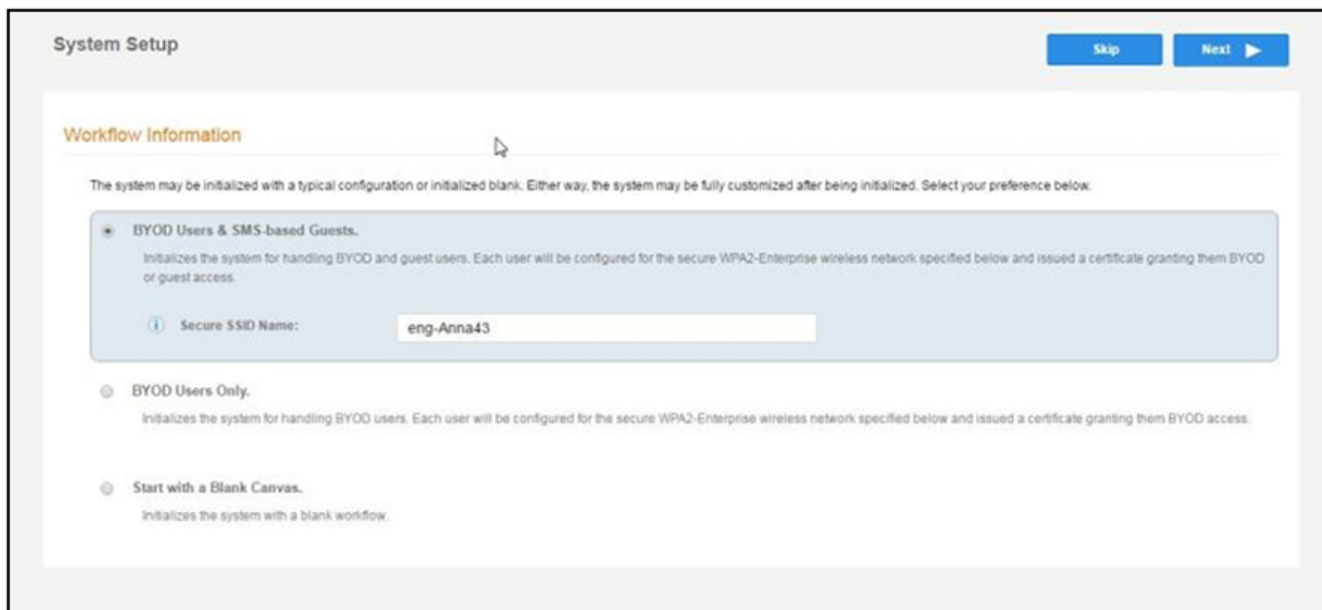 System Setup
Skip
Next
Workflow Information
The system may be initialized with a typical configuration or initialized blank. Either way, the system may be fully customized after being initialized. Select your preference below.
BYOD Users & SMS-based Guests.
Initializes the system for handling BYOD and guest users. Each user will be configured for the secure WPA2-Enterprise wireless network specified below and issued a certificate granting them BYOD
or guest access.
Secure SSID Name:
eng-Anna43
BYOD Users Only.
Initializes the system for handling BYOD users. Each user will be configured for the secure WPA2-Enterprise wireless network specified below and issued a certificate granting them BYOD access.
Start with a Blank Canvas.
Initializes the system with a blank workflow.